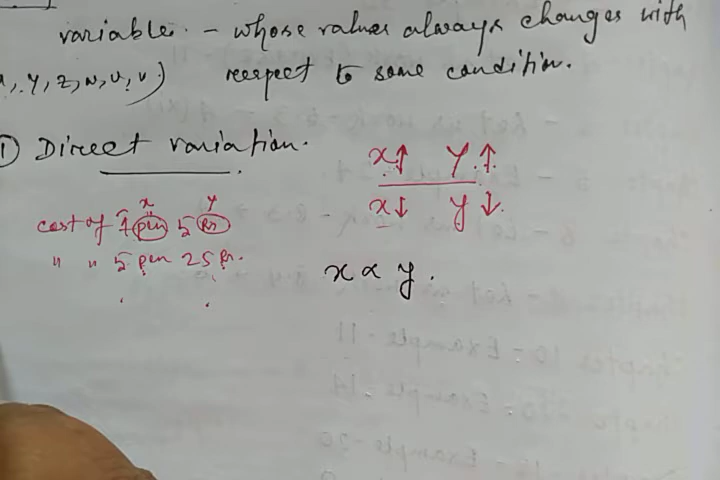 variable. - whose values always changes with
, y, z, w, u, v.) respect to some condition.
① Direct variation.
x↑ y↑
x↓ y↓
x y
cost of 1 pen 5 Rs
" " 5 pen 25 Rs.
x ∝ y.